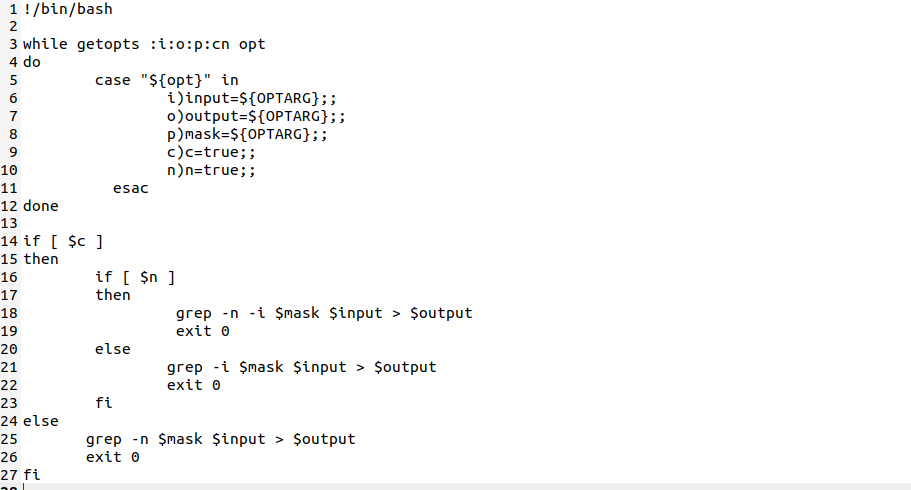 1 !/bin/bash
2
3 while getopts :i:o:p:cn opt
4 do
5         case "${opt}" in
6                 i)input=${OPTARG};;
7                 o)output=${OPTARG};;
8                 p)mask=${OPTARG};;
9                 c)c=true;;
10                 n)n=true;;
11           esac
12 done
13
14 if [ $c ]
15 then
16         if [ $n ]
17         then
18                  grep -n -i $mask $input > $output
19                  exit 0
20         else
21                 grep -i $mask $input > $output
22                 exit 0
23         fi
24 else
25        grep -n $mask $input > $output
26        exit 0
27 fi